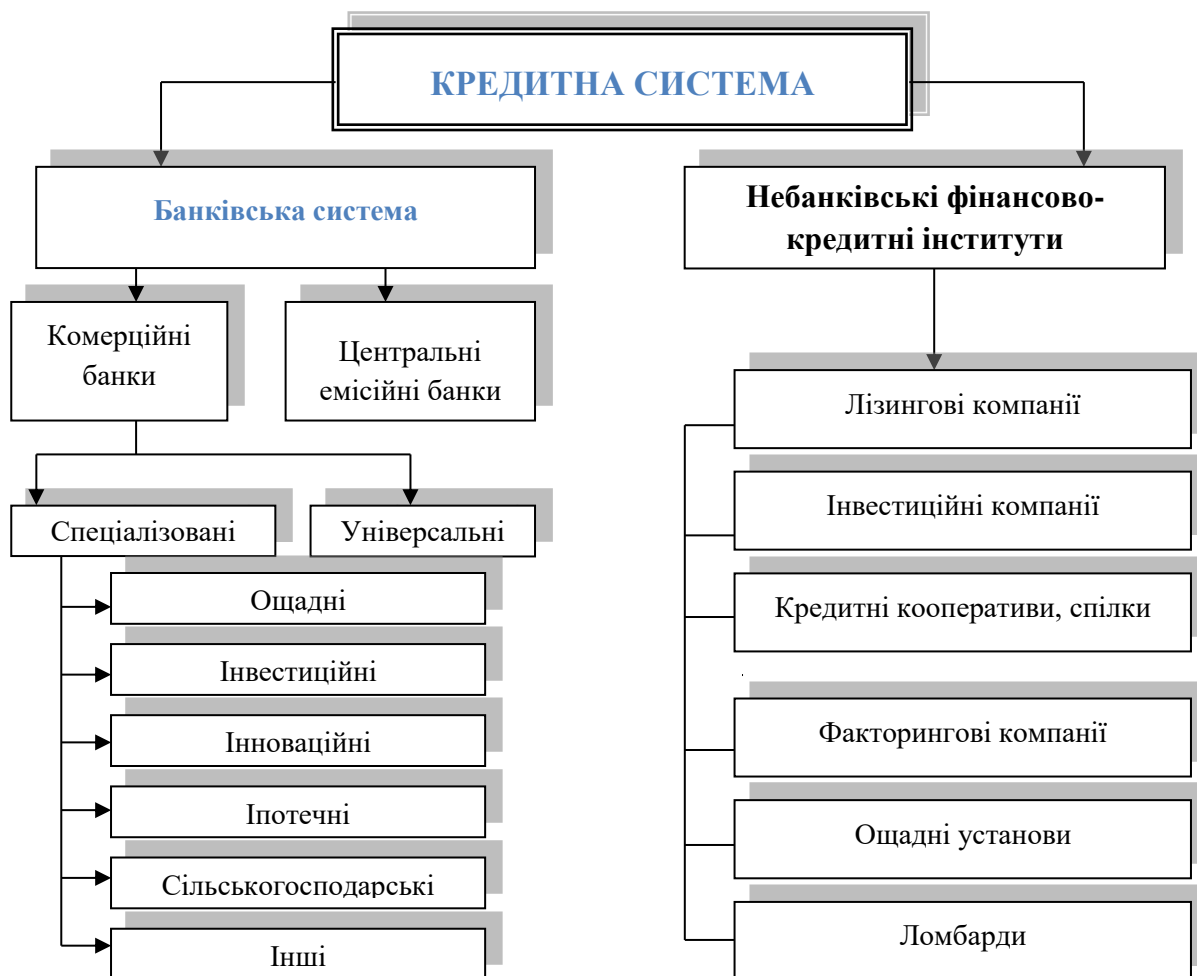 КРЕДИТНА СИСТЕМА
Банківська система
Небанківські фінансово-
кредитні інститути
Комерційні
банки
Центральні
емісійні банки
Спеціалізовані
Універсальні
Ощадні
Інвестиційні
Інноваційні
Іпотечні
Сільськогосподарські
Інші
Лізингові компанії
Інвестиційні компанії
Кредитні кооперативи, спілки
Факторингові компанії
Ощадні установи
Ломбарди